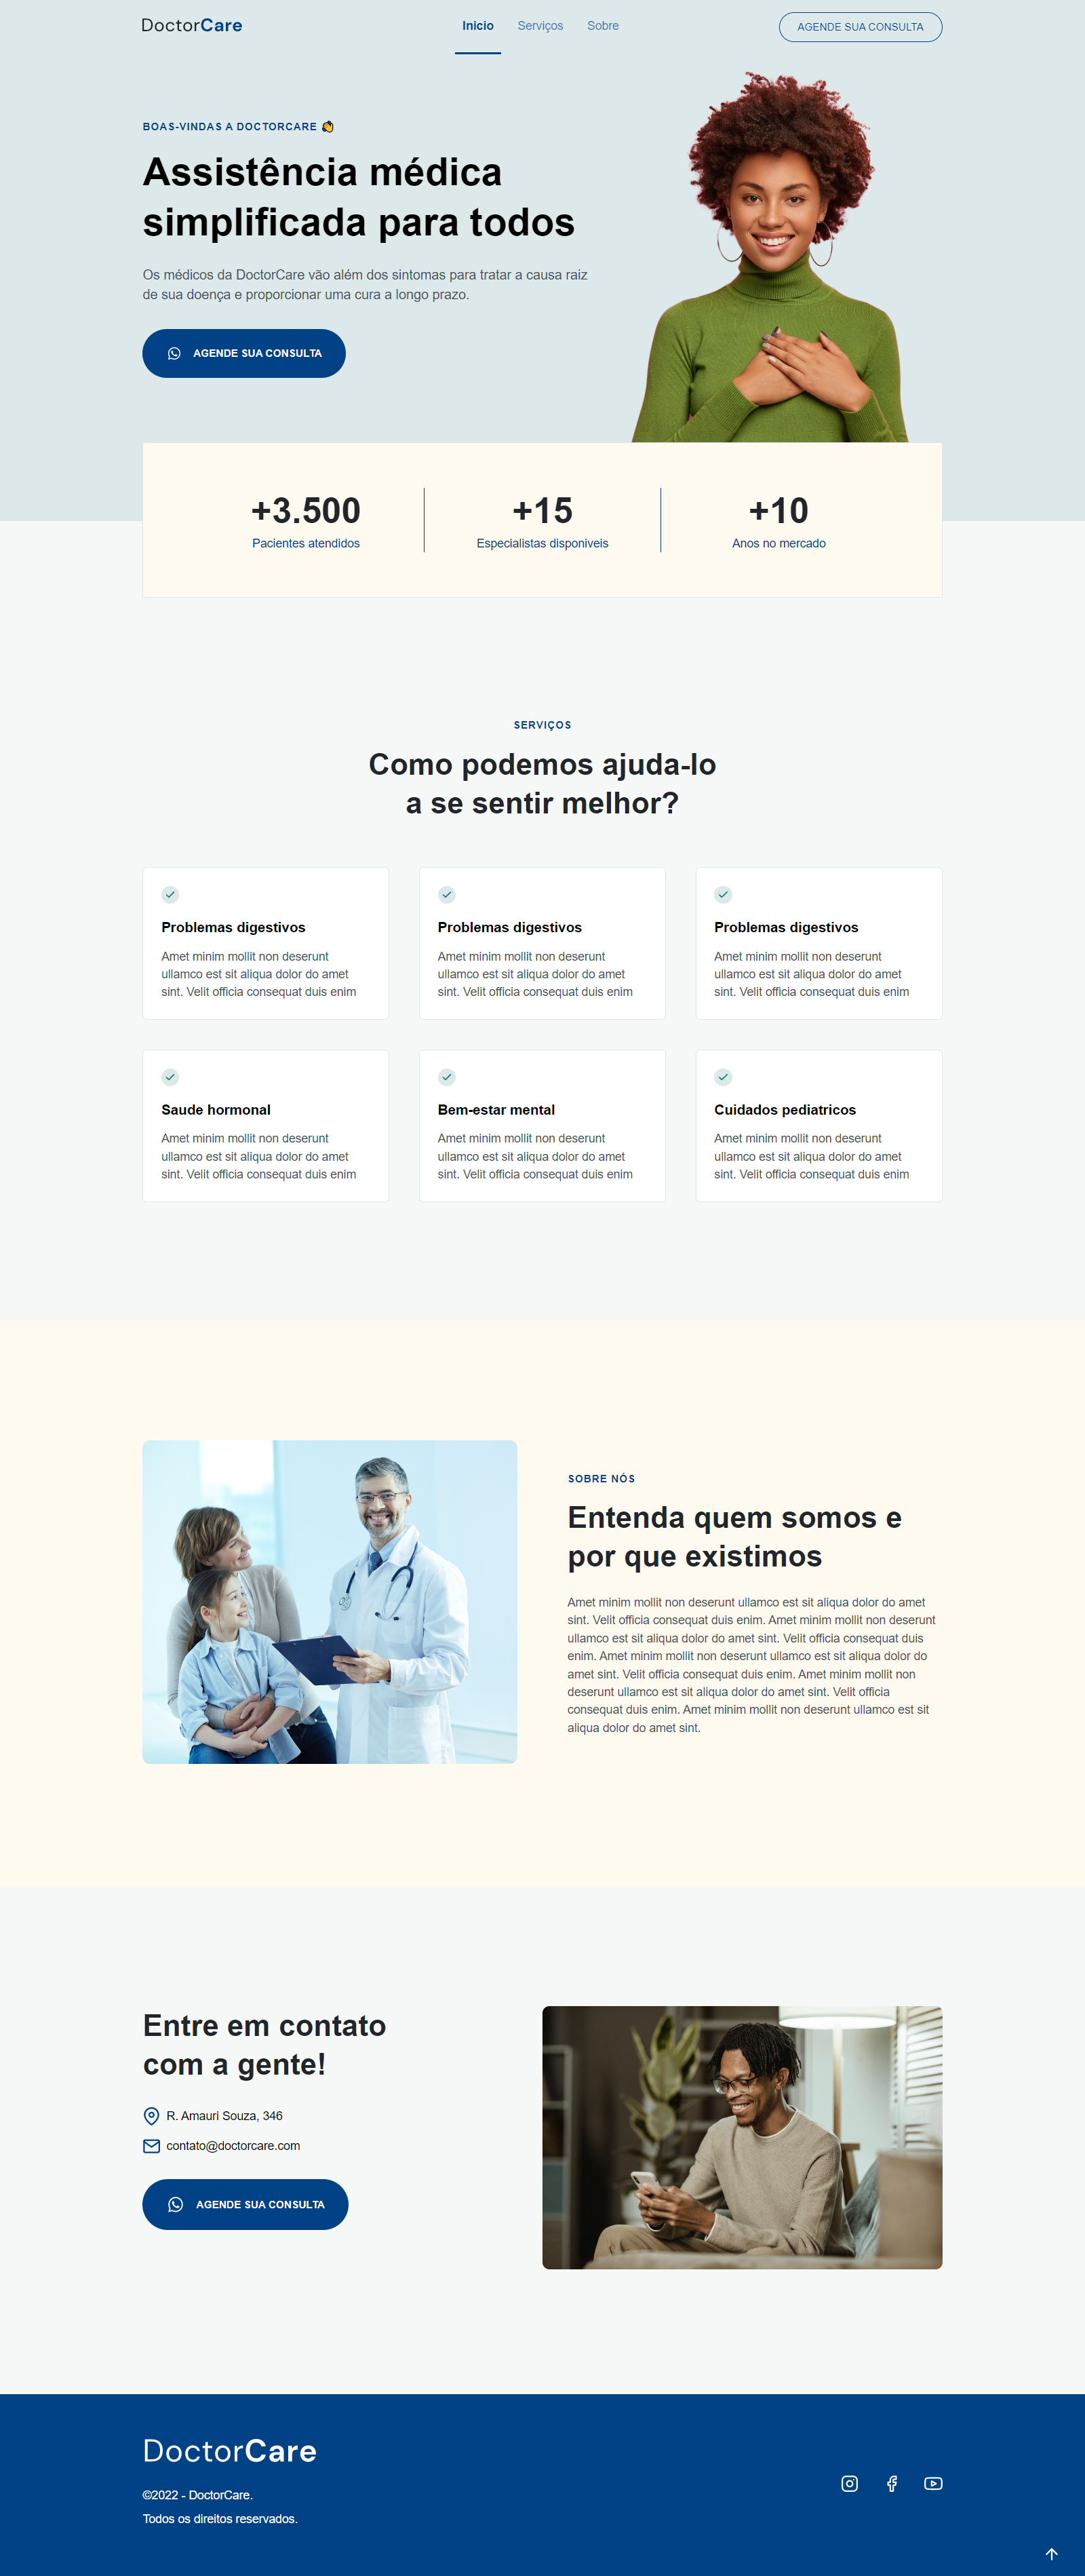 DoctorCare
Inicio
Serviços
Sobre
AGENDE SUA CONSULTA
BOAS-VINDAS A DOCTORCARE 👋
Assistência médica
simplificada para todos
Os médicos da DoctorCare vão além dos sintomas para tratar a causa raiz
de sua doença e proporcionar uma cura a longo prazo.
AGENDE SUA CONSULTA
+3.500
Pacientes atendidos
+15
Especialistas disponiveis
+10
Anos no mercado
SERVIÇOS
Como podemos ajuda-lo
a se sentir melhor?
Problemas digestivos
Amet minim mollit non deserunt
ullamco est sit aliqua dolor do amet
sint. Velit officia consequat duis enim
Problemas digestivos
Amet minim mollit non deserunt
ullamco est sit aliqua dolor do amet
sint. Velit officia consequat duis enim
Problemas digestivos
Amet minim mollit non deserunt
ullamco est sit aliqua dolor do amet
sint. Velit officia consequat duis enim
Saude hormonal
Amet minim mollit non deserunt
ullamco est sit aliqua dolor do amet
sint. Velit officia consequat duis enim
Bem-estar mental
Amet minim mollit non deserunt
ullamco est sit aliqua dolor do amet
sint. Velit officia consequat duis enim
Cuidados pediatricos
Amet minim mollit non deserunt
ullamco est sit aliqua dolor do amet
sint. Velit officia consequat duis enim
SOBRE NÓS
Entenda quem somos e
por que existimos
Amet minim mollit non deserunt ullamco est sit aliqua dolor do amet
sint. Velit officia consequat duis enim. Amet minim mollit non deserunt
ullamco est sit aliqua dolor do amet sint. Velit officia consequat duis
enim. Amet minim mollit non deserunt ullamco est sit aliqua dolor do
amet sint. Velit officia consequat duis enim. Amet minim mollit non
deserunt ullamco est sit aliqua dolor do amet sint. Velit officia
consequat duis enim. Amet minim mollit non deserunt ullamco est sit
aliqua dolor do amet sint.
Entre em contato
com a gente!
R. Amauri Souza, 346
contato@doctorcare.com
AGENDE SUA CONSULTA
DoctorCare
©2022 - DoctorCare.
Todos os direitos reservados.